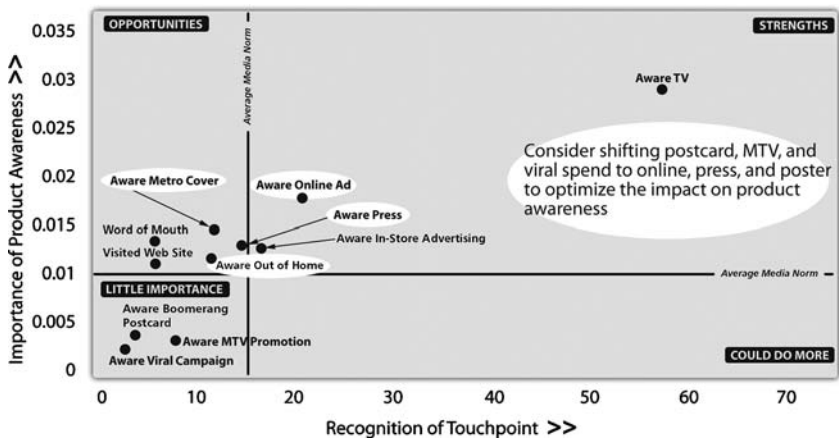 0.035
OPPORTUNITIES
STRENGTHS
Average Media Norm
0.03
Aware TV
0.025
Importance of Product Awareness >>
Consider shifting postcard, MTV, and
viral spend to online, press, and poster
to optimize the impact on product
awareness
0.02
Aware Metro Cover
Aware Online Ad
Aware Press
0.015
Word of Mouth
Aware In-Store Advertising
Visited Web Site
Aware Out of Home
0.01
Average Media Norm
LITTLE IMPORTANCE
Aware Boomerang
Postcard
0.005
Aware MTV Promotion
Aware Viral Campaign
COULD DO MORE
0
0 10 20 30 40 50 60 70
Recognition of Touchpoint >>